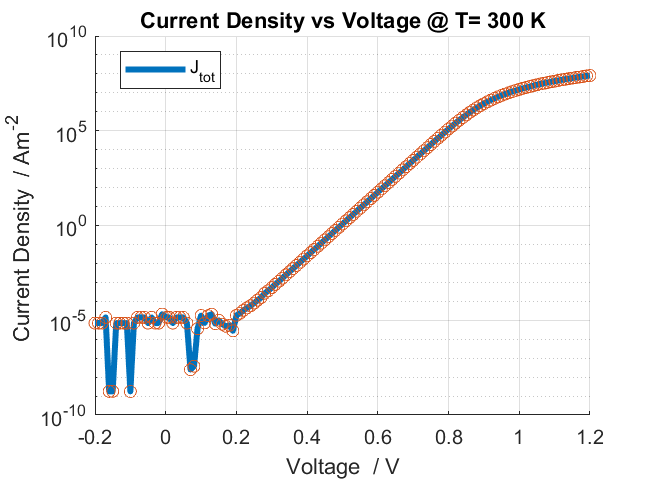 Current Density vs Voltage @ T= 300 K
10^10
J_tot
10^5
10^0
10^-5
10^-10
Current Density / Am^-2
-0.2 0 0.2 0.4 0.6 0.8 1 1.2
Voltage / V